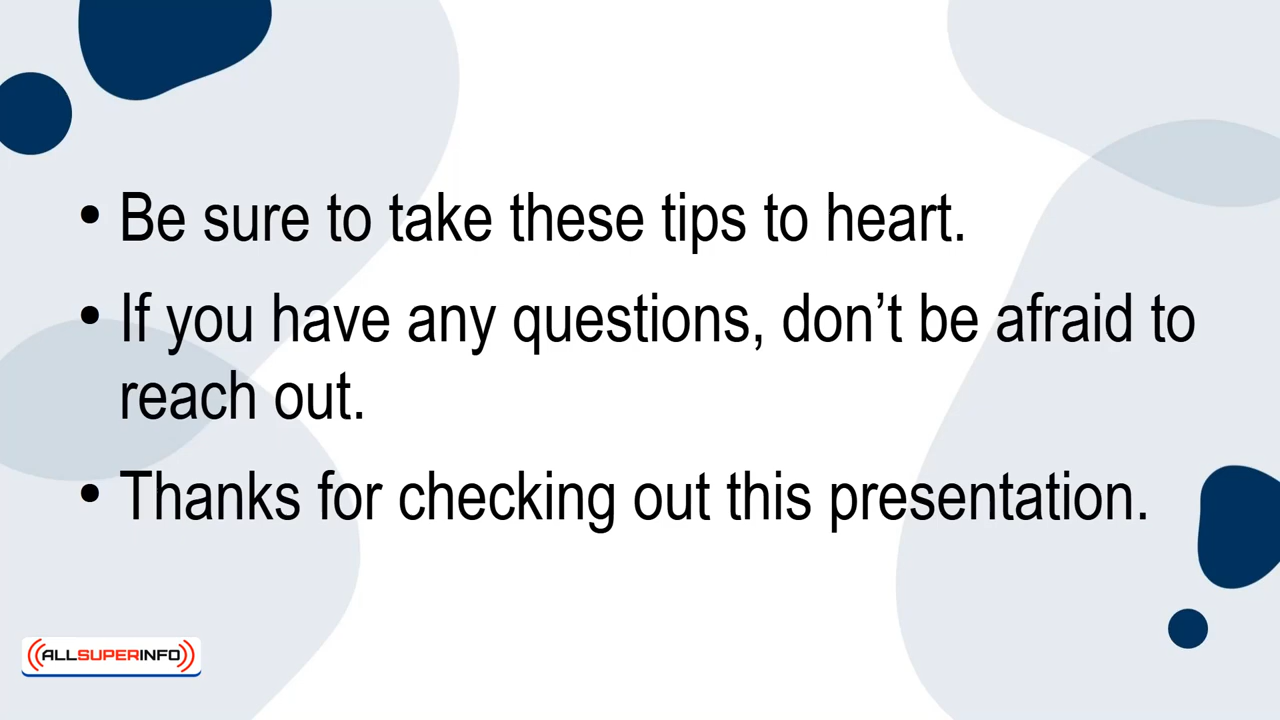 • Be sure to take these tips to heart.
• If you have any questions, don’t be afraid to
reach out.
• Thanks for checking out this presentation.
ALLSUPERINFO